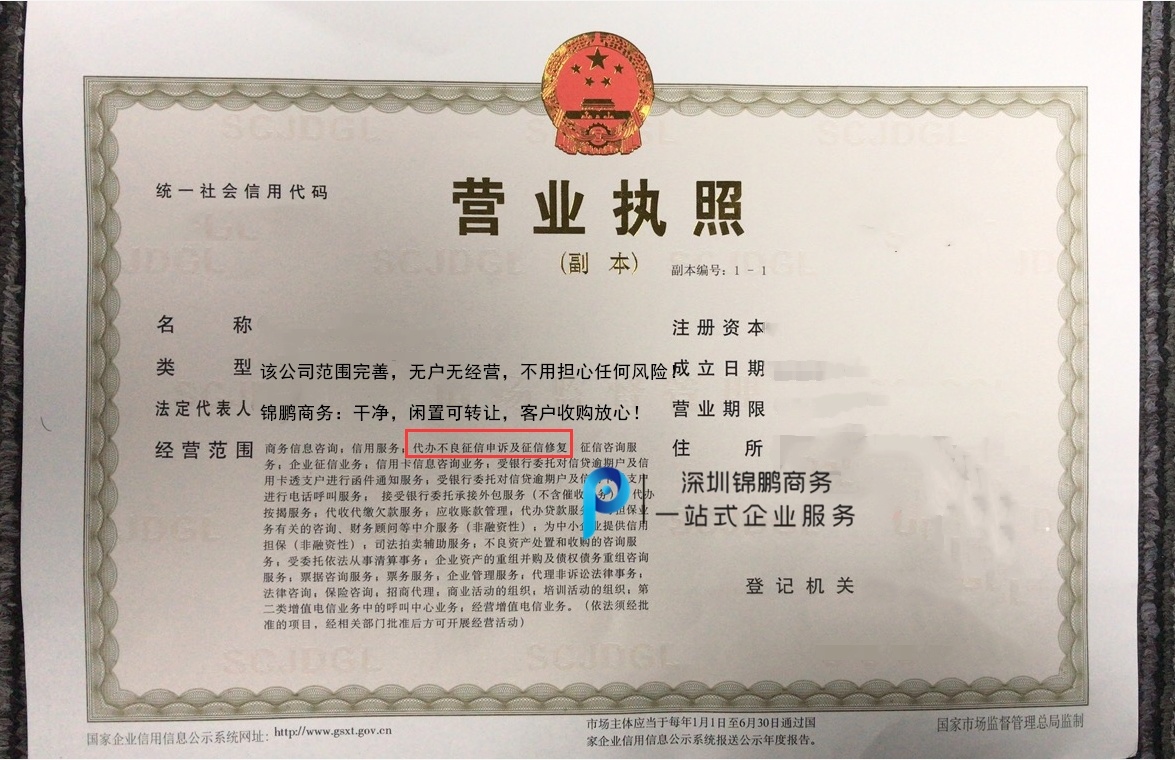 统一社会信用代码
营业执照
(副 本)
副本编号：1 - 1
名 称
类 型
该公司范围完善，无户无经营，不用担心任何风险！
法定代表人
锦鹏商务：干净，闲置可转让，客户收购放心！
经营范围
商务信息咨询；信用服务；代办不良征信申诉及征信修复 征信咨询服
务；企业征信业务；信用卡信息咨询业务；受银行委托对信贷逾期户及信
用卡透支户进行函件通知服务；受银行委托对信贷逾期户及信 支户
进行电话呼叫服务； 接受银行委托承接外包服务（不含催收 代办
按揭服务；代收代缴欠款服务；应收账款管理；代办贷款服 担保业
务有关的咨询、财务顾问等中介服务（非融资性）；为中小企业提供信用
担保（非融资性）；司法拍卖辅助服务；不良资产处置和收购的咨询服
务；受委托依法从事清算事务；企业资产的重组并购及债权债务重组咨询
服务；票据咨询服务；票务服务；企业管理服务；代理非诉讼法律事务；
法律咨询；保险咨询；招商代理；商业活动的组织；培训活动的组织；第
二类增值电信业务中的呼叫中心业务；经营增值电信业务。（依法须经批
准的项目，经相关部门批准后方可开展经营活动）
注册资本
成立日期
营业期限
住 所
深圳锦鹏商务
一站式企业服务
登记机关
国家企业信用信息公示系统网址：http://www.gsxt.gov.cn
市场主体应当于每年1月1日至6月30日通过国
家企业信用信息公示系统报送公示年度报告。
国家市场监督管理总局监制